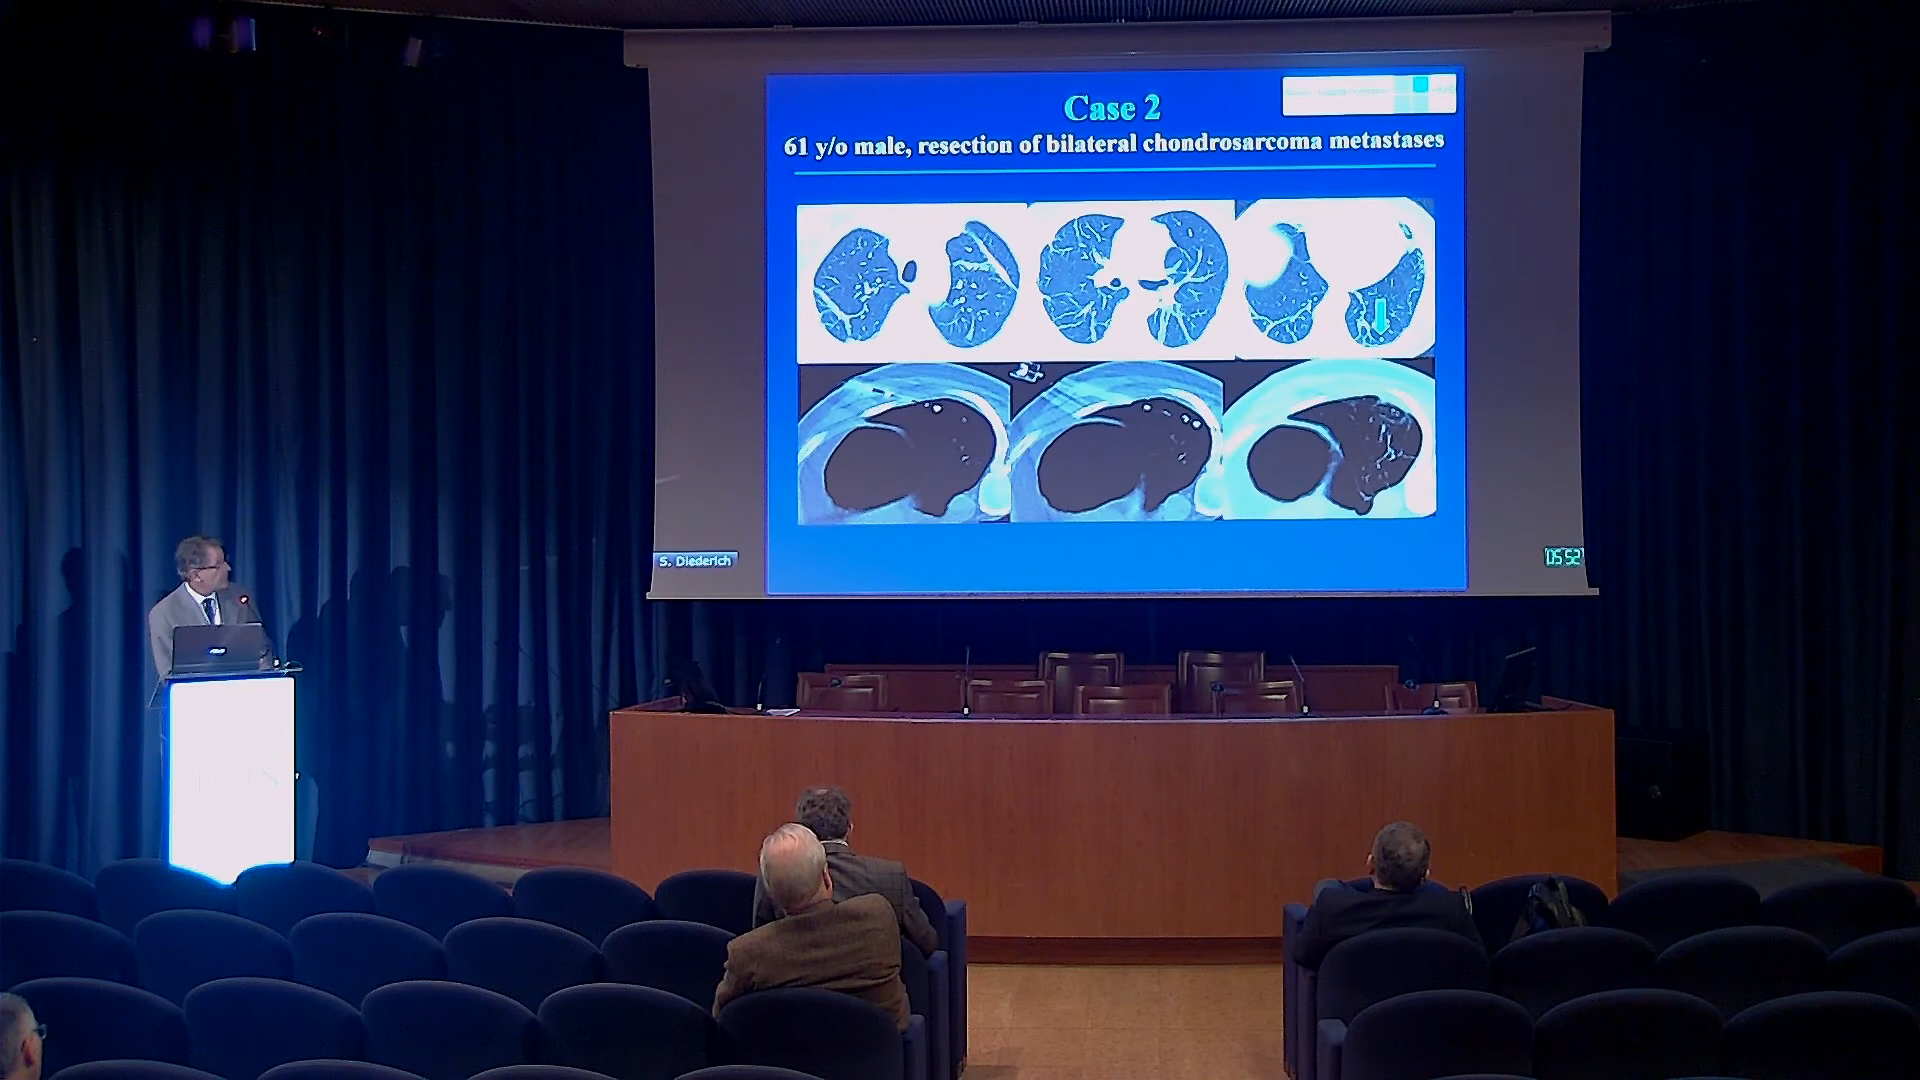 Case 2
61 y/o male, resection of bilateral chondrosarcoma metastases
S. Diederich
05:52